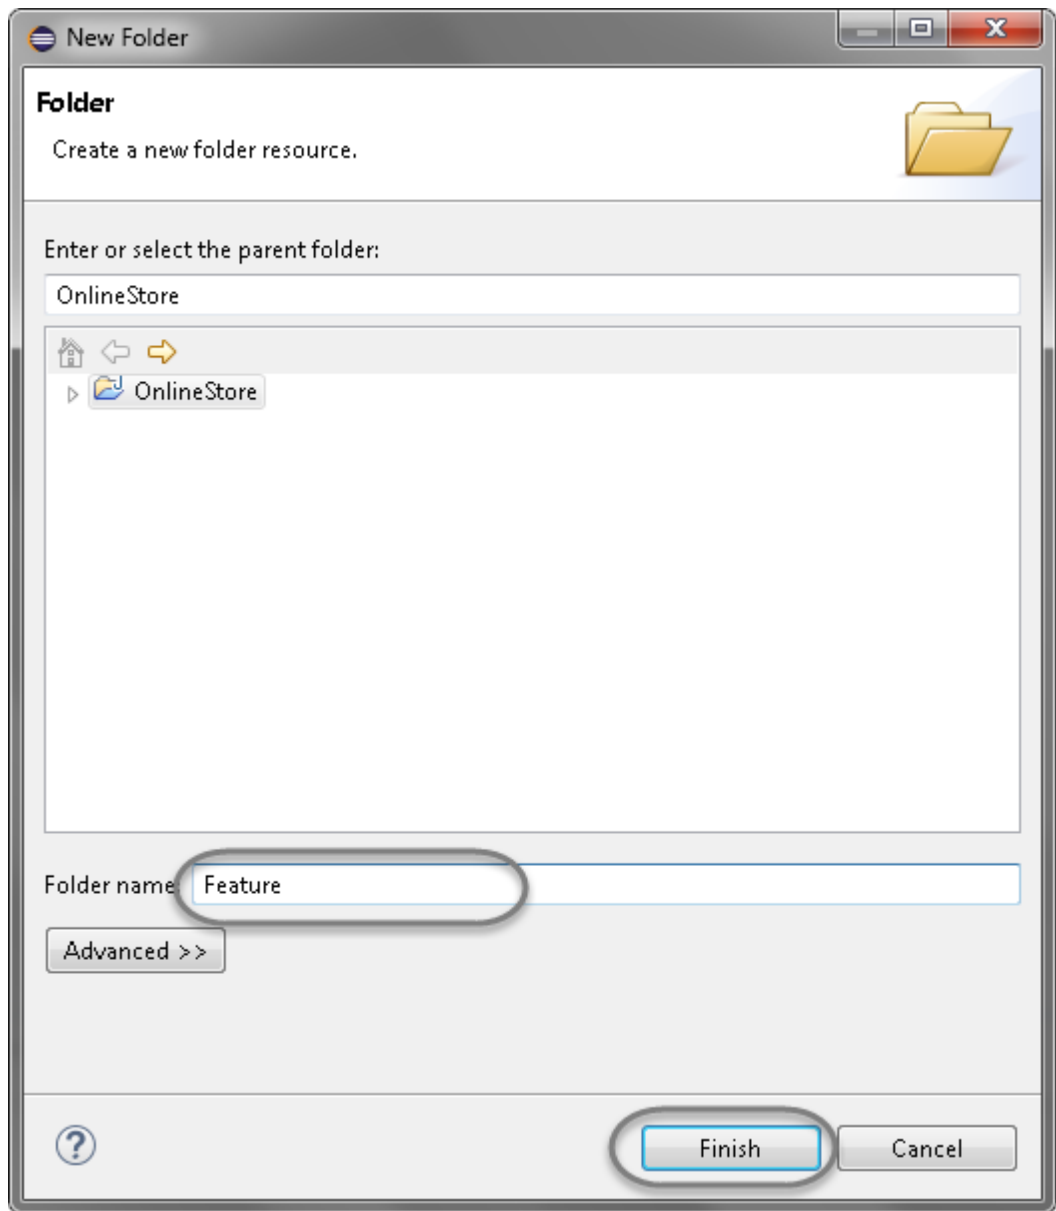 New Folder
Folder
Create a new folder resource.
Enter or select the parent folder:
OnlineStore
OnlineStore
Folder name: Feature
Advanced >>
Finish Cancel